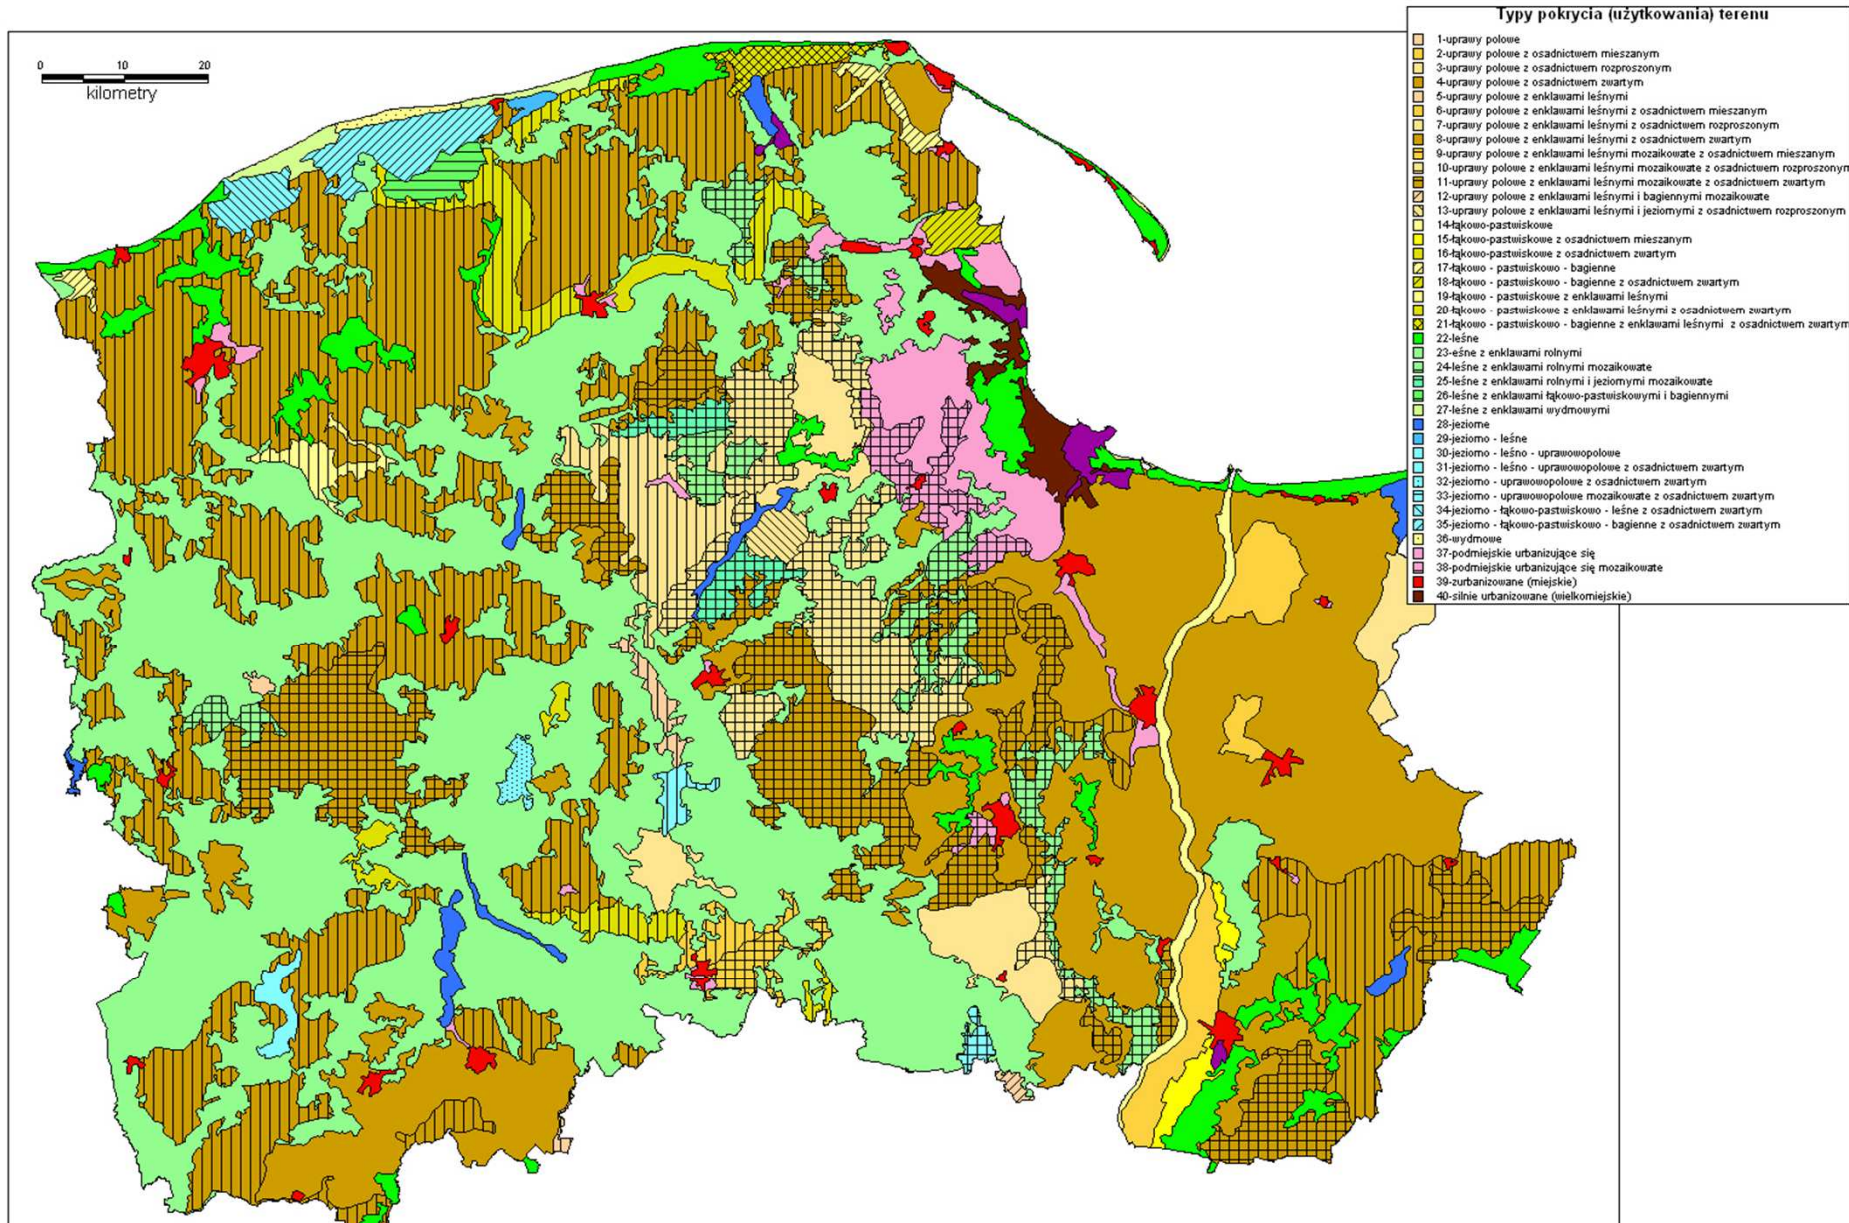 Typy pokrycia (użytkowania) terenu
0 10 20
kilometry
1-uprawy polowe
2-uprawy polowe z osadnictwem mieszanym
3-uprawy polowe z osadnictwem rozproszonym
4-uprawy polowe z osadnictwem zwartym
5-uprawy polowe z enklawami leśnymi
6-uprawy polowe z enklawami leśnymi z osadnictwem mieszanym
7-uprawy polowe z enklawami leśnymi z osadnictwem rozproszonym
8-uprawy polowe z enklawami leśnymi z osadnictwem zwartym
9-uprawy polowe z enklawami leśnymi mozaikowate z osadnictwem mieszanym
10-uprawy polowe z enklawami leśnymi mozaikowate z osadnictwem rozproszonym
11-uprawy polowe z enklawami leśnymi mozaikowate z osadnictwem zwartym
12-uprawy polowe z enklawami leśnymi i bagiennymi mozaikowate
13-uprawy polowe z enklawami leśnymi i jeziornymi z osadnictwem rozproszonym
14-łąkowo-pastwiskowe
15-łąkowo-pastwiskowe z osadnictwem mieszanym
16-łąkowo-pastwiskowe z osadnictwem zwartym
17-łąkowo - pastwiskowo - bagienne
18-łąkowo - pastwiskowo - bagienne z osadnictwem zwartym
19-łąkowo - pastwiskowe z enklawami leśnymi
20-łąkowo - pastwiskowe z enklawami leśnymi z osadnictwem zwartym
21-łąkowo - pastwiskowo - bagienne z enklawami leśnymi z osadnictwem zwartym
22-leśne
23-eśne z enklawami rolnymi
24-leśne z enklawami rolnymi mozaikowate
25-leśne z enklawami rolnymi i jeziornymi mozaikowate
26-leśne z enklawami łąkowo-pastwiskowymi i bagiennymi
27-leśne z enklawami wydmowymi
28-jeziorne
29-jeziorno - leśne
30-jeziorno - leśno - uprawowopolowe
31-jeziorno - leśno - uprawowopolowe z osadnictwem zwartym
32-jeziorno - uprawowopolowe z osadnictwem zwartym
33-jeziorno - uprawowopolowe mozaikowate z osadnictwem zwartym
34-jeziorno - łąkowo-pastwiskowo - leśne z osadnictwem zwartym
35-jeziorno - łąkowo-pastwiskowo - bagienne z osadnictwem zwartym
36-wydmowe
37-podmiejskie urbanizujące się
38-podmiejskie urbanizujące się mozaikowate
39-zurbanizowane (miejskie)
40-silnie urbanizowane (wielkomiejskie)